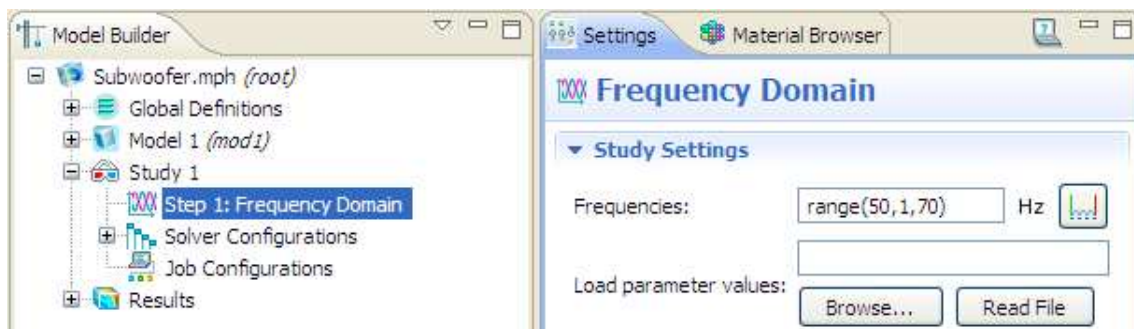 Model Builder
Subwoofer.mph (root)
Global Definitions
Model 1 (mod1)
Study 1
Step 1: Frequency Domain
Solver Configurations
Job Configurations
Results
Settings
Material Browser
Frequency Domain
Study Settings
Frequencies: range(50,1,70) Hz
Load parameter values:
Browse... Read File